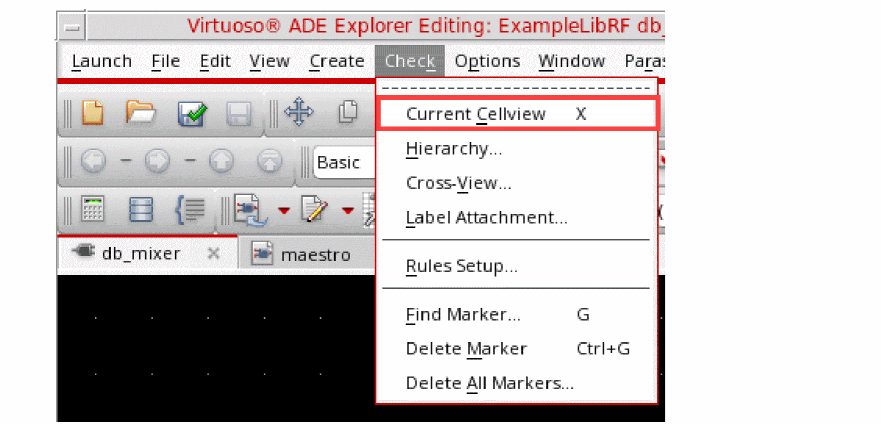 Virtuoso® ADE Explorer Editing: ExampleLibRF db_
Launch File Edit View Create Check Options Window Paras
Current Cellview X
Hierarchy...
Basic
Cross-View...
Label Attachment...
db_mixer
maestro
Rules Setup...
Find Marker... G
Delete Marker Ctrl+G
Delete All Markers...